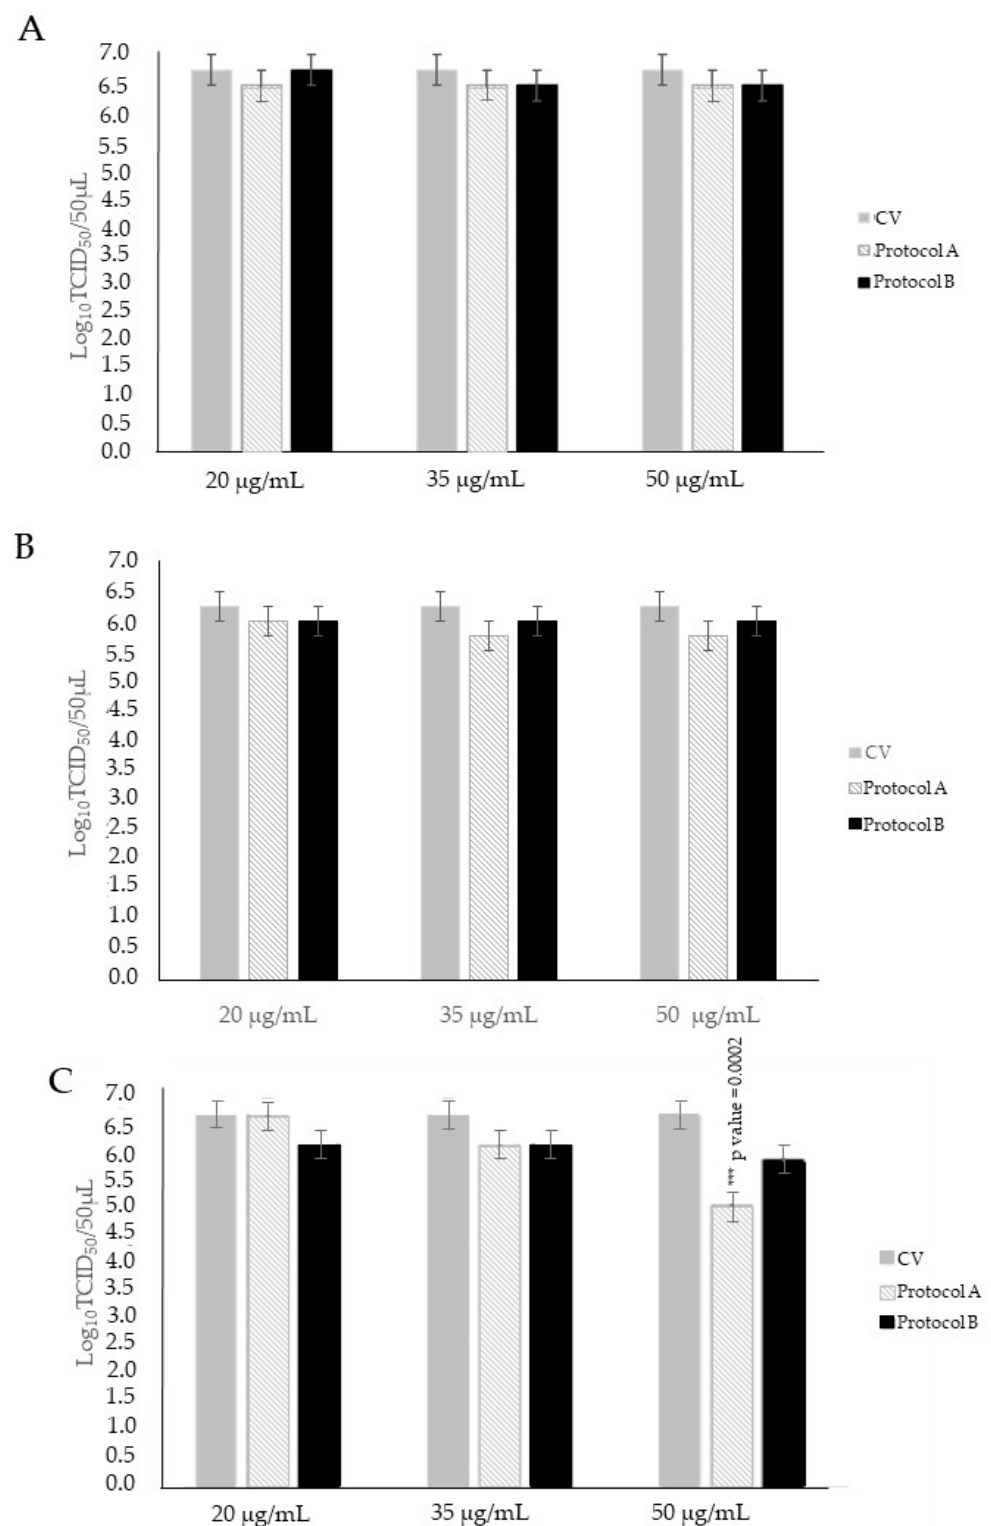 A
7.0
6.5
6.0
5.5
5.0
4.5
4.0
3.5
3.0
2.5
2.0
1.5
1.0
0.5
0.0
Log₁₀TCID₅₀/50µL
20 µg/mL
35 µg/mL
50 µg/mL
CV
Protocol A
Protocol B
B
7.0
6.5
6.0
5.5
5.0
4.5
4.0
3.5
3.0
2.5
2.0
1.5
1.0
0.5
0.0
Log₁₀TCID₅₀/50µL
20 µg/mL
35 µg/mL
50 µg/mL
CV
Protocol A
Protocol B
C
7.0
6.5
6.0
5.5
5.0
4.5
4.0
3.5
3.0
2.5
2.0
1.5
1.0
0.5
0.0
Log₁₀TCID₅₀/50µL
*** p value = 0.0002
20 µg/mL
35 µg/mL
50 µg/mL
CV
Protocol A
Protocol B